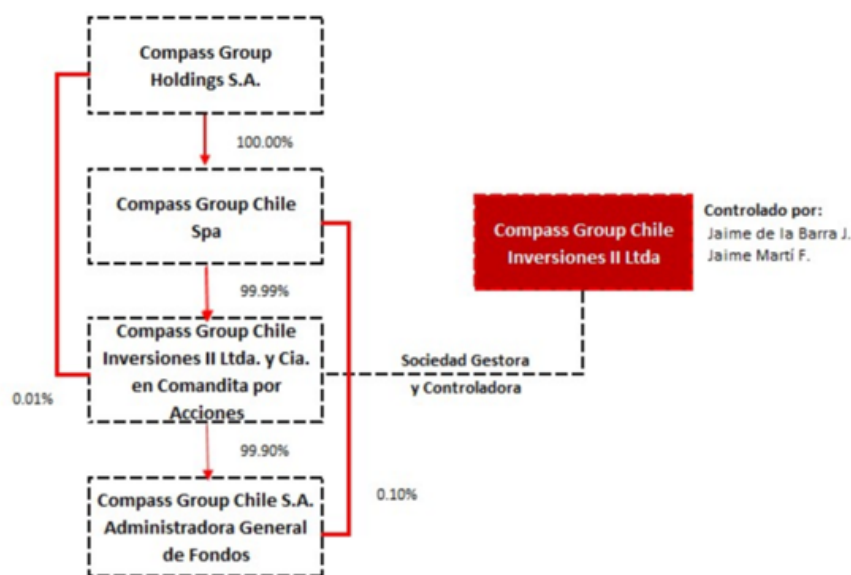 Compass Group
Holdings S.A.
100.00%
Compass Group Chile
Spa
Compass Group Chile
Inversiones II Ltda
Controlado por:
Jaime de la Barra J.
Jaime Martí F.
99.99%
Compass Group Chile
Inversiones II Ltda. y Cia.
en Comandita por
Acciones
Sociedad Gestora
y Controladora
0.01%
99.90%
Compass Group Chile S.A.
Administradora General
de Fondos
0.10%